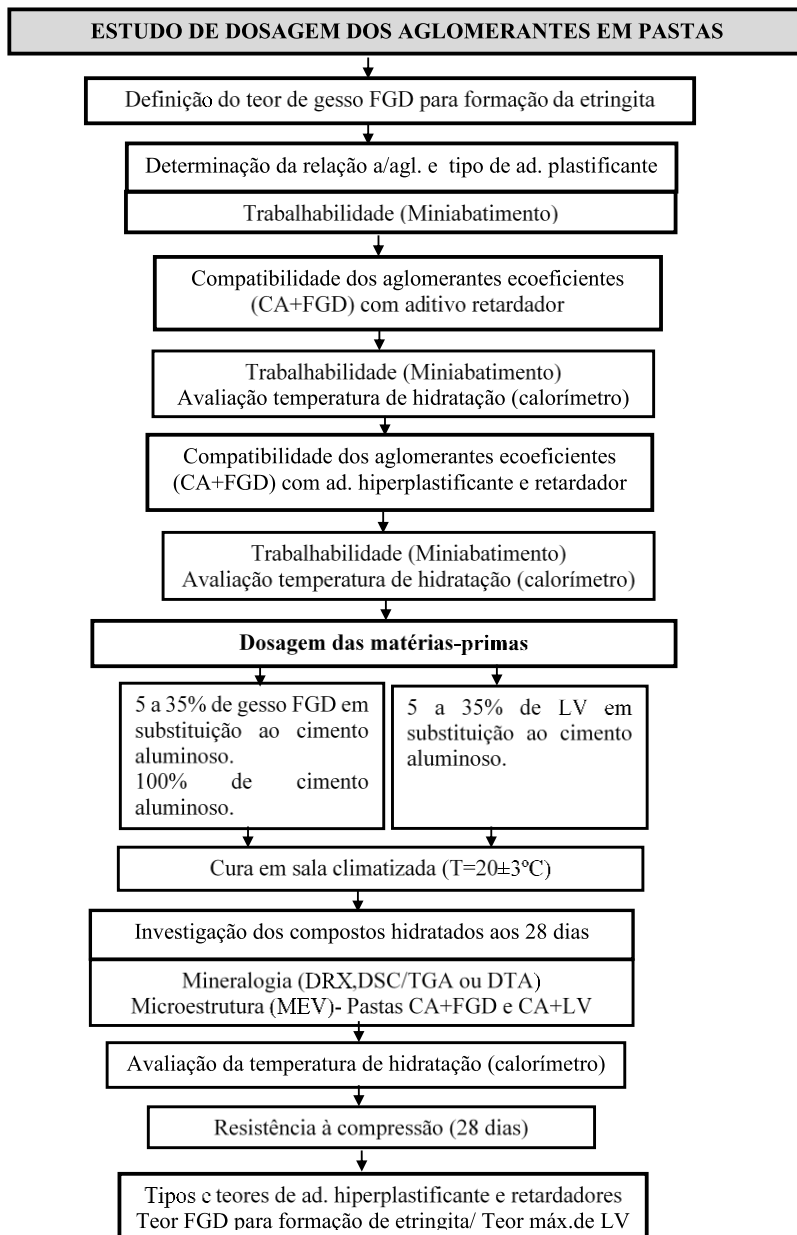 ESTUDO DE DOSAGEM DOS AGLOMERANTES EM PASTAS
Definição do teor de gesso FGD para formação da etringita
Determinação da relação a/agl. e tipo de ad. plastificante
Trabalhabilidade (Miniabatimento)
Compatibilidade dos aglomerantes ecoeficientes
(CA+FGD) com aditivo retardador
Trabalhabilidade (Miniabatimento)
Avaliação temperatura de hidratação (calorímetro)
Compatibilidade dos aglomerantes ecoeficientes
(CA+FGD) com ad. hiperplastificante e retardador
Trabalhabilidade (Miniabatimento)
Avaliação temperatura de hidratação (calorímetro)
Dosagem das matérias-primas
5 a 35% de gesso FGD em
substituição ao cimento
aluminoso.
100% de cimento
aluminoso.
5 a 35% de LV em
substituição ao cimento
aluminoso.
Cura em sala climatizada (T=20±3ºC)
Investigação dos compostos hidratados aos 28 dias
Mineralogia (DRX,DSC/TGA ou DTA)
Microestrutura (MEV)- Pastas CA+FGD e CA+LV
Avaliação da temperatura de hidratação (calorímetro)
Resistência à compressão (28 dias)
Tipos e teores de ad. hiperplastificante e retardadores
Teor FGD para formação de etringita/ Teor máx.de LV